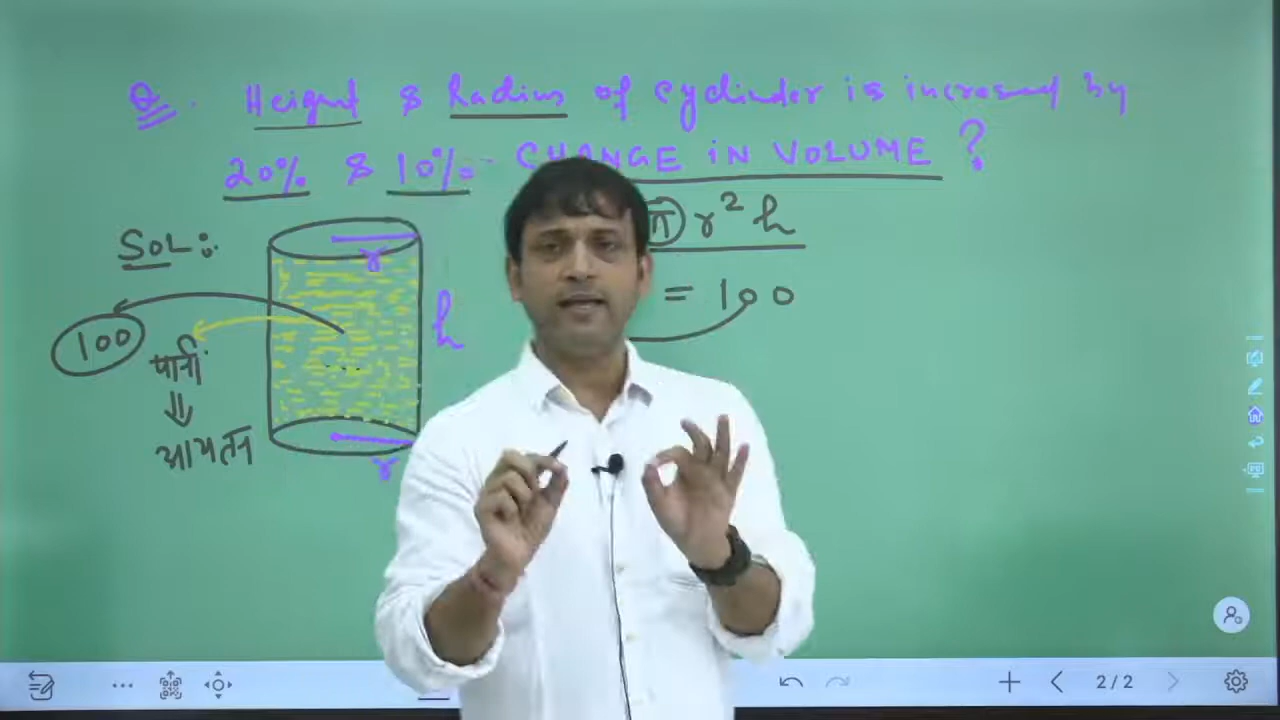 Q. Height & Radius of cylinder is increased by
20% & 10%. CHANGE IN VOLUME ?
SOL:
π r² h
= 100
r
h
100
पानी
⇓
आयतन
r
2/2